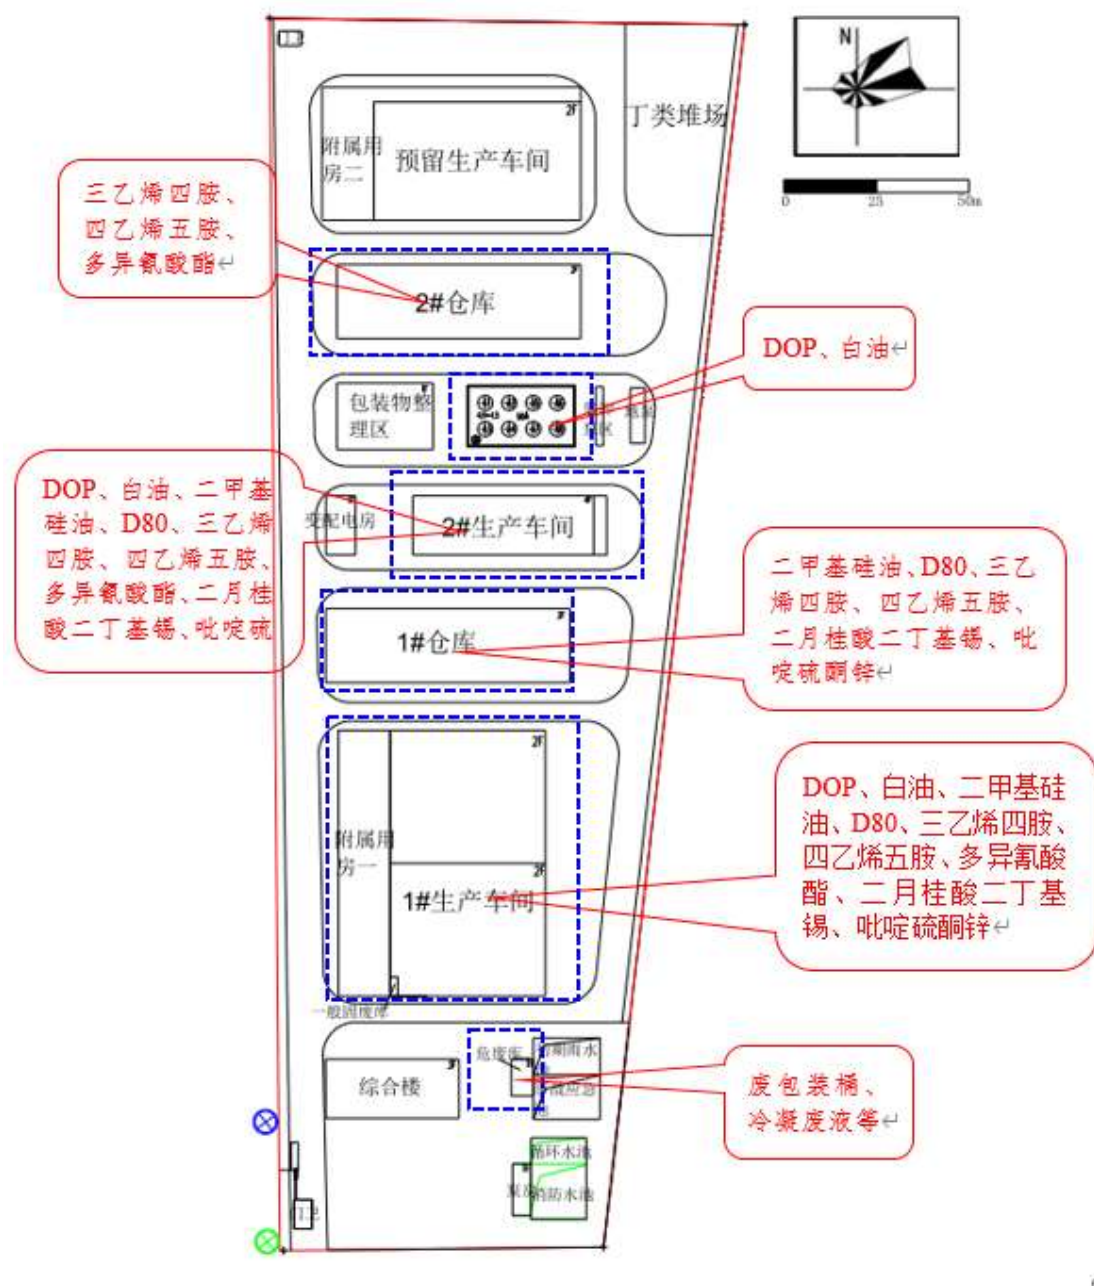 N
0 25 50m
丁类堆场
2F
附属用
房二
预留生产车间
三乙烯四胺、
四乙烯五胺、
多异氰酸酯
2#仓库
DOP、白油
包装物整
理区
DOP、白油、二甲基
硅油、D80、三乙烯
四胺、四乙烯五胺、
多异氰酸酯、二月桂
酸二丁基锡、吡啶硫
变配电房
2#生产车间
二甲基硅油、D80、三乙
烯四胺、四乙烯五胺、
二月桂酸二丁基锡、吡
啶硫酮锌
1#仓库
2F
附属用
房一
2F
1#生产车间
DOP、白油、二甲基硅
油、D80、三乙烯四胺、
四乙烯五胺、多异氰酸
酯、二月桂酸二丁基
锡、吡啶硫酮锌
一般固废库
危废库
初期雨水
综合楼
废包装桶、
冷凝废液等
循环水池
消防水池
门卫